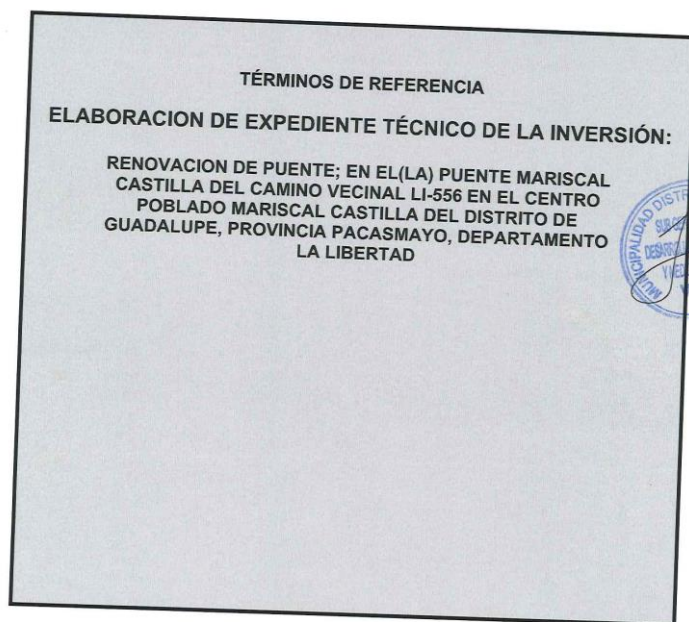 TÉRMINOS DE REFERENCIA
ELABORACION DE EXPEDIENTE TÉCNICO DE LA INVERSIÓN:
RENOVACION DE PUENTE; EN EL(LA) PUENTE MARISCAL
CASTILLA DEL CAMINO VECINAL LI-556 EN EL CENTRO
POBLADO MARISCAL CASTILLA DEL DISTRITO DE
GUADALUPE, PROVINCIA PACASMAYO, DEPARTAMENTO
LA LIBERTAD
MUNICIPALIDAD